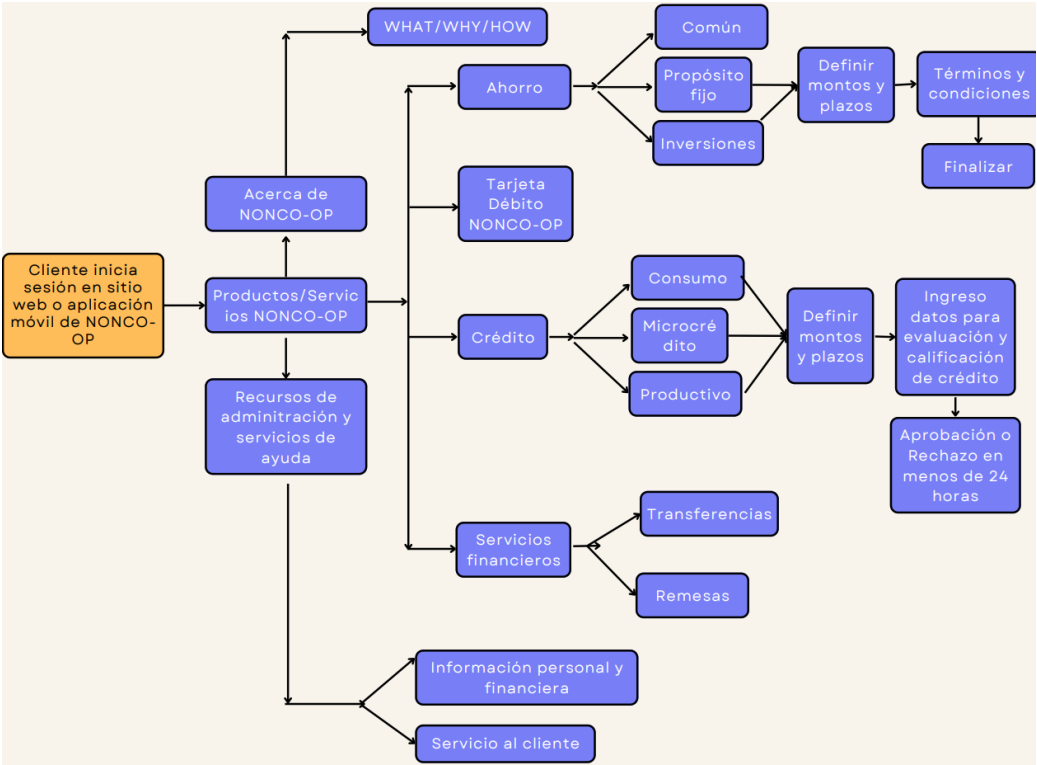 WHAT/WHY/HOW
Común
Ahorro
Propósito
fijo
Inversiones
Definir
montos y
plazos
Términos y
condiciones
Finalizar
Acerca de
NONCO-OP
Tarjeta
Débito
NONCO-OP
Cliente inicia
sesión en sitio
web o aplicación
móvil de NONCO-
OP
Productos/Servic
ios NONCO-OP
Consumo
Crédito
Microcré
dito
Productivo
Definir
montos
y plazos
Ingreso
datos para
evaluación y
calificación
de crédito
Aprobación o
Rechazo en
menos de 24
horas
Recursos de
adminitración y
servicios de
ayuda
Servicios
financieros
Transferencias
Remesas
Información personal y
financiera
Servicio al cliente